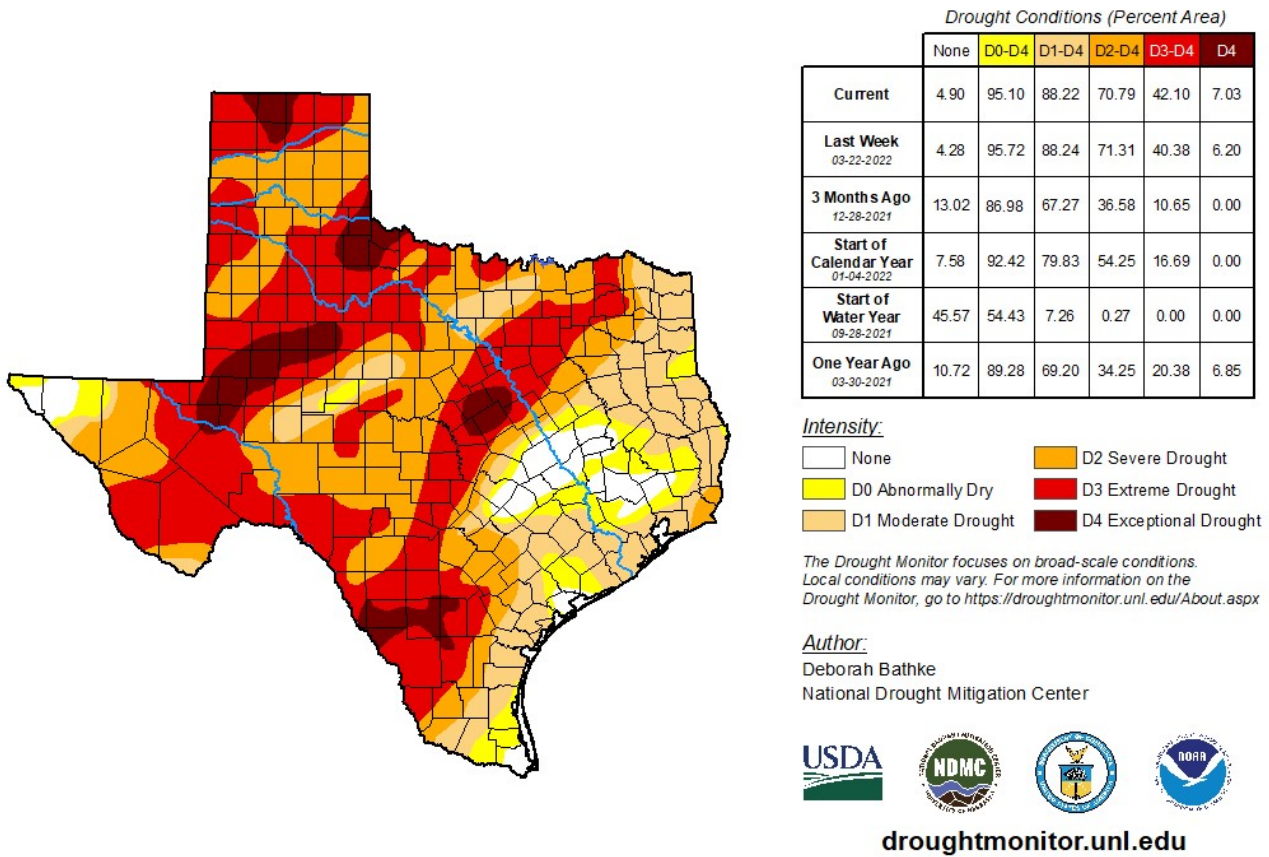 Drought Conditions (Percent Area)
None D0-D4 D1-D4 D2-D4 D3-D4 D4
Current 4.90 95.10 88.22 70.79 42.10 7.03
Last Week
03-22-2022 4.28 95.72 88.24 71.31 40.38 6.20
3 Months Ago
12-28-2021 13.02 86.98 67.27 36.58 10.65 0.00
Start of
Calendar Year
01-04-2022 7.58 92.42 79.83 54.25 16.69 0.00
Start of
Water Year
09-28-2021 45.57 54.43 7.26 0.27 0.00 0.00
One Year Ago
03-30-2021 10.72 89.28 69.20 34.25 20.38 6.85
Intensity:
None
D0 Abnormally Dry
D1 Moderate Drought
D2 Severe Drought
D3 Extreme Drought
D4 Exceptional Drought
The Drought Monitor focuses on broad-scale conditions.
Local conditions may vary. For more information on the
Drought Monitor, go to https://droughtmonitor.unl.edu/About.aspx
Author:
Deborah Bathke
National Drought Mitigation Center
USDA
NDMC
NOAA
droughtmonitor.unl.edu